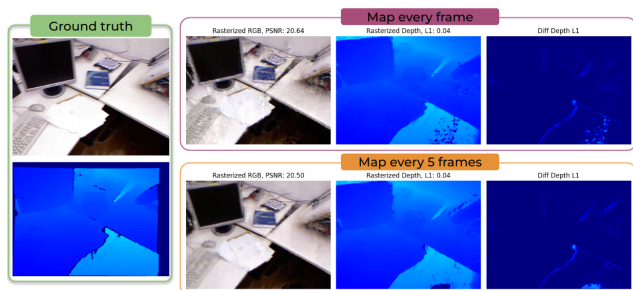 Ground truth
Map every frame
Rasterized RGB, PSNR: 20.64
Rasterized Depth, L1: 0.04
Diff Depth L1
Map every 5 frames
Rasterized RGB, PSNR: 20.50
Rasterized Depth, L1: 0.04
Diff Depth L1